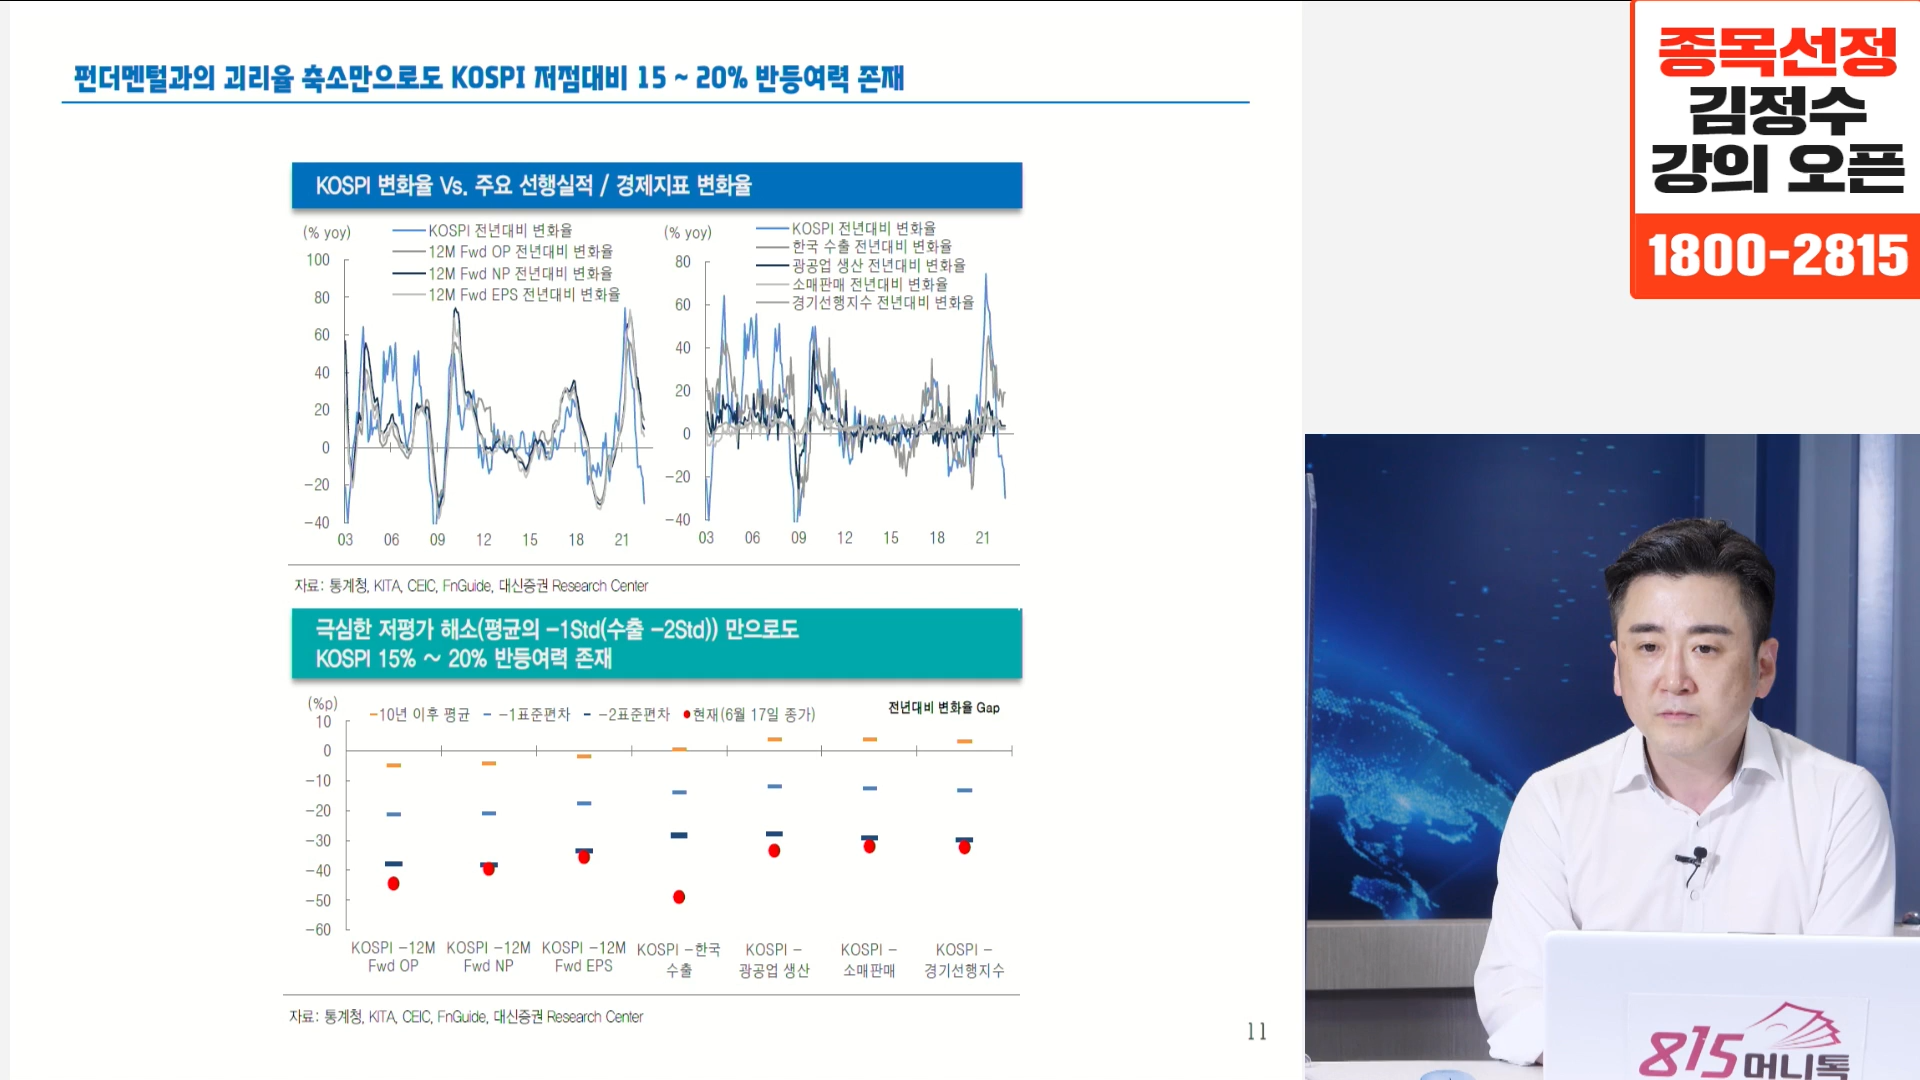 펀더멘털과의 괴리율 축소만으로도 KOSPI 저점대비 15 ~ 20% 반등여력 존재
KOSPI 변화율 Vs. 주요 선행실적 / 경제지표 변화율
(% yoy)
KOSPI 전년대비 변화율
12M Fwd OP 전년대비 변화율
12M Fwd NP 전년대비 변화율
12M Fwd EPS 전년대비 변화율
100
80
60
40
20
0
-20
-40
03 06 09 12 15 18 21
(% yoy)
KOSPI 전년대비 변화율
한국 수출 전년대비 변화율
광공업 생산 전년대비 변화율
소매판매 전년대비 변화율
경기선행지수 전년대비 변화율
80
60
40
20
0
-20
-40
03 06 09 12 15 18 21
자료: 통계청, KITA, CEIC, FnGuide, 대신증권 Research Center
극심한 저평가 해소(평균의 -1Std(수출 -2Std)) 만으로도
KOSPI 15% ~ 20% 반등여력 존재
(%p)
10년 이후 평균 -1표준편차 -2표준편차 현재(6월 17일 종가)
전년대비 변화율 Gap
10
0
-10
-20
-30
-40
-50
-60
KOSPI -12M
Fwd OP
KOSPI -12M
Fwd NP
KOSPI -12M
Fwd EPS
KOSPI -한국
수출
KOSPI -
광공업 생산
KOSPI -
소매판매
KOSPI -
경기선행지수
자료: 통계청, KITA, CEIC, FnGuide, 대신증권 Research Center
11
종목선정
김정수
강의 오픈
1800-2815
815머니톡